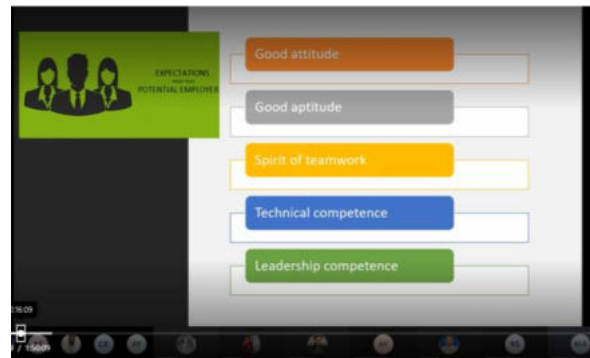 EXPECTATIONS
POTENTIAL EMPLOYER
Good attitude
Good aptitude
Spirit of teamwork
Technical competence
Leadership competence
16:09